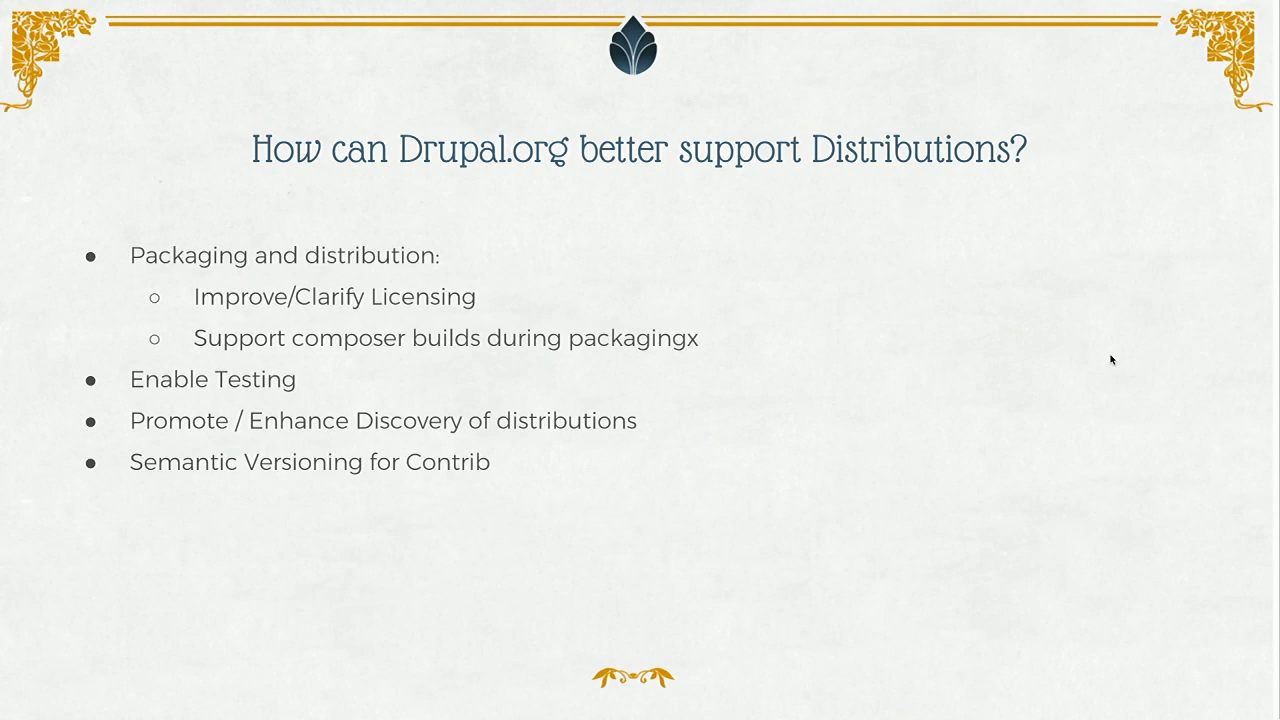 How can Drupal.org better support Distributions?
● Packaging and distribution:
○ Improve/Clarify Licensing
○ Support composer builds during packagingx
● Enable Testing
● Promote / Enhance Discovery of distributions
● Semantic Versioning for Contrib